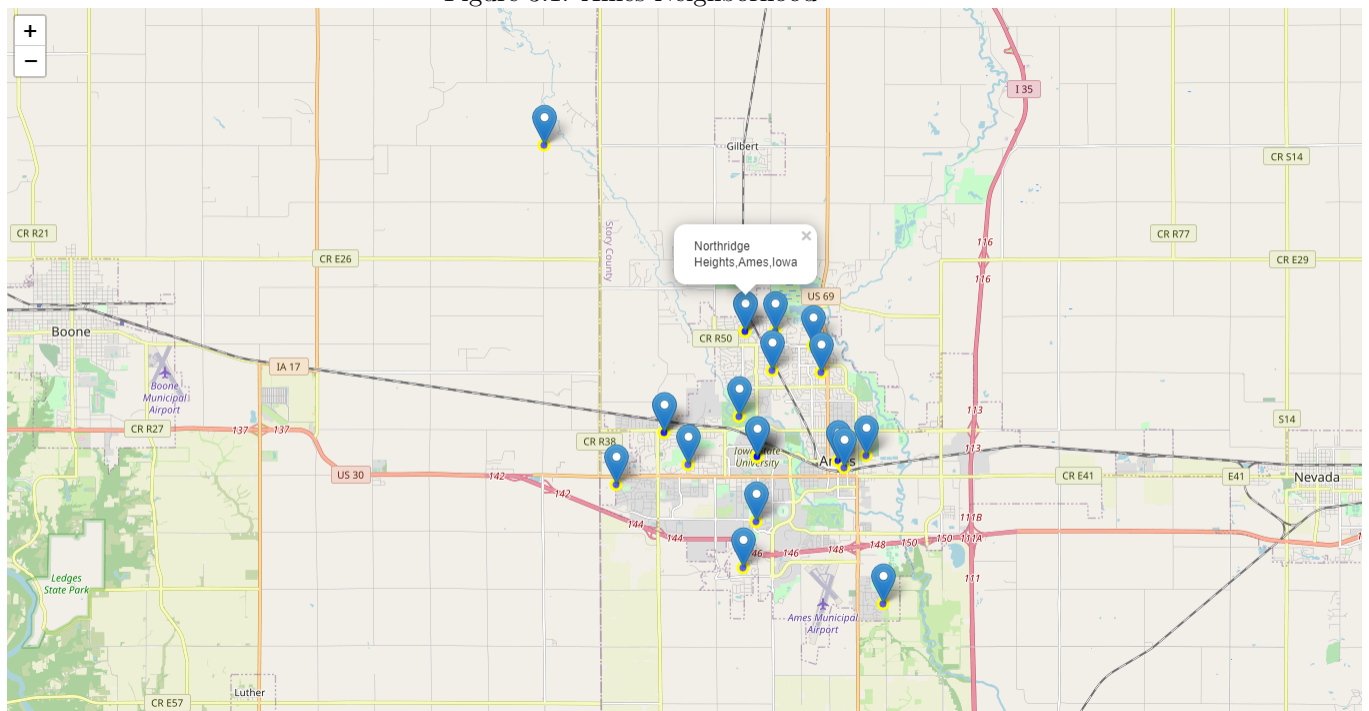 +
−
I 35
Gilbert
CR S14
CR R21
Story County
CR R77
116
CR E26
Northridge
Heights,Ames,Iowa
×
CR E29
116
US 69
Boone
CR R50
IA 17
Boone
Municipal
Airport
113
S14
CR R27
137
137
CR R38
113
Iowa State
University
US 30
142
CR E41
E41
Nevada
142
144
111B
144
146
146
148
148
150
150
111A
111
Ledges
State Park
Ames Municipal
Airport
Luther
CR E57